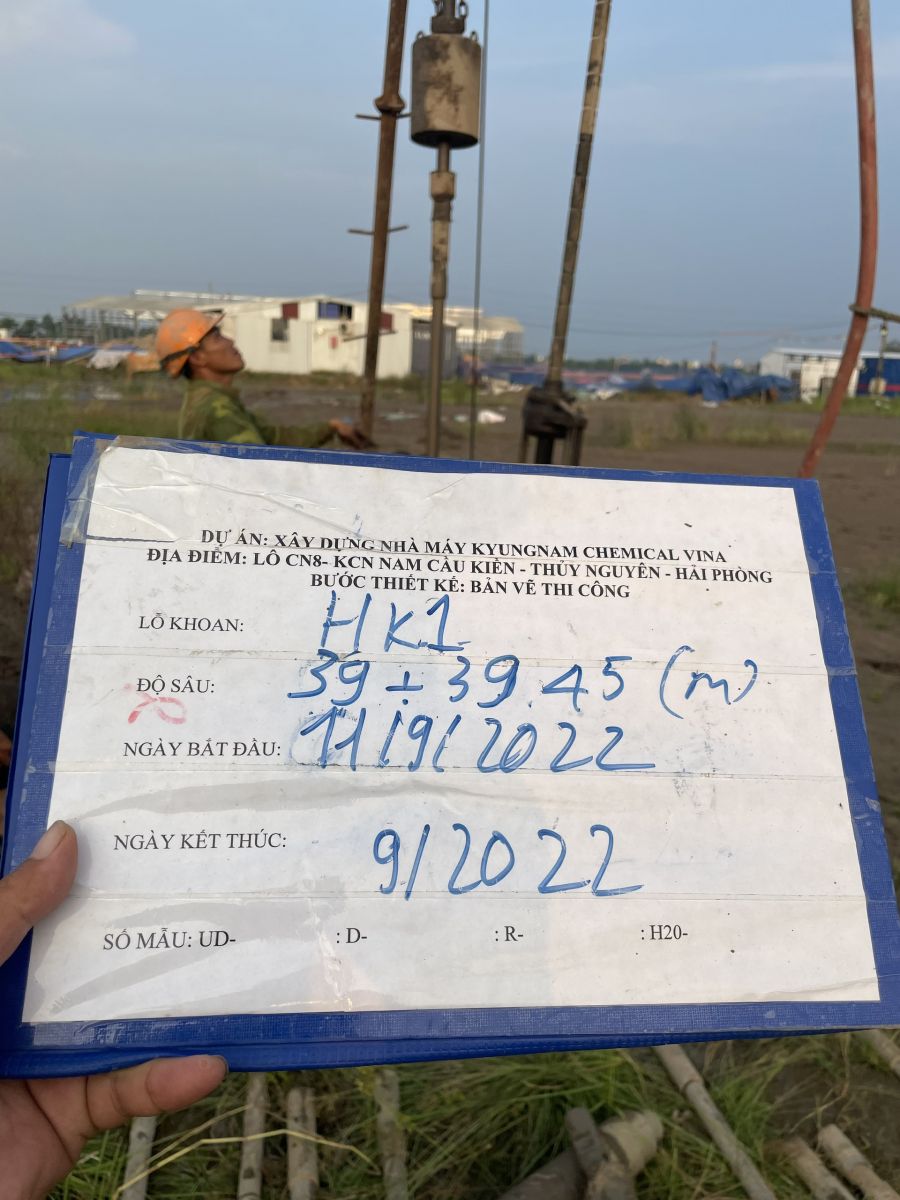 DỰ ÁN: XÂY DỰNG NHÀ MÁY KYUNGNAM CHEMICAL VINA
ĐỊA ĐIỂM: LÔ CN8- KCN NAM CẦU KIỀN - THỦY NGUYÊN - HẢI PHÒNG
BƯỚC THIẾT KẾ: BẢN VẼ THI CÔNG
LỖ KHOAN: HK1
ĐỘ SÂU: 39 ÷ 39.45 (m)
NGÀY BẮT ĐẦU: 11/9/2022
NGÀY KẾT THÚC: 9/2022
SỐ MẪU: UD- : D- : R- : H20-